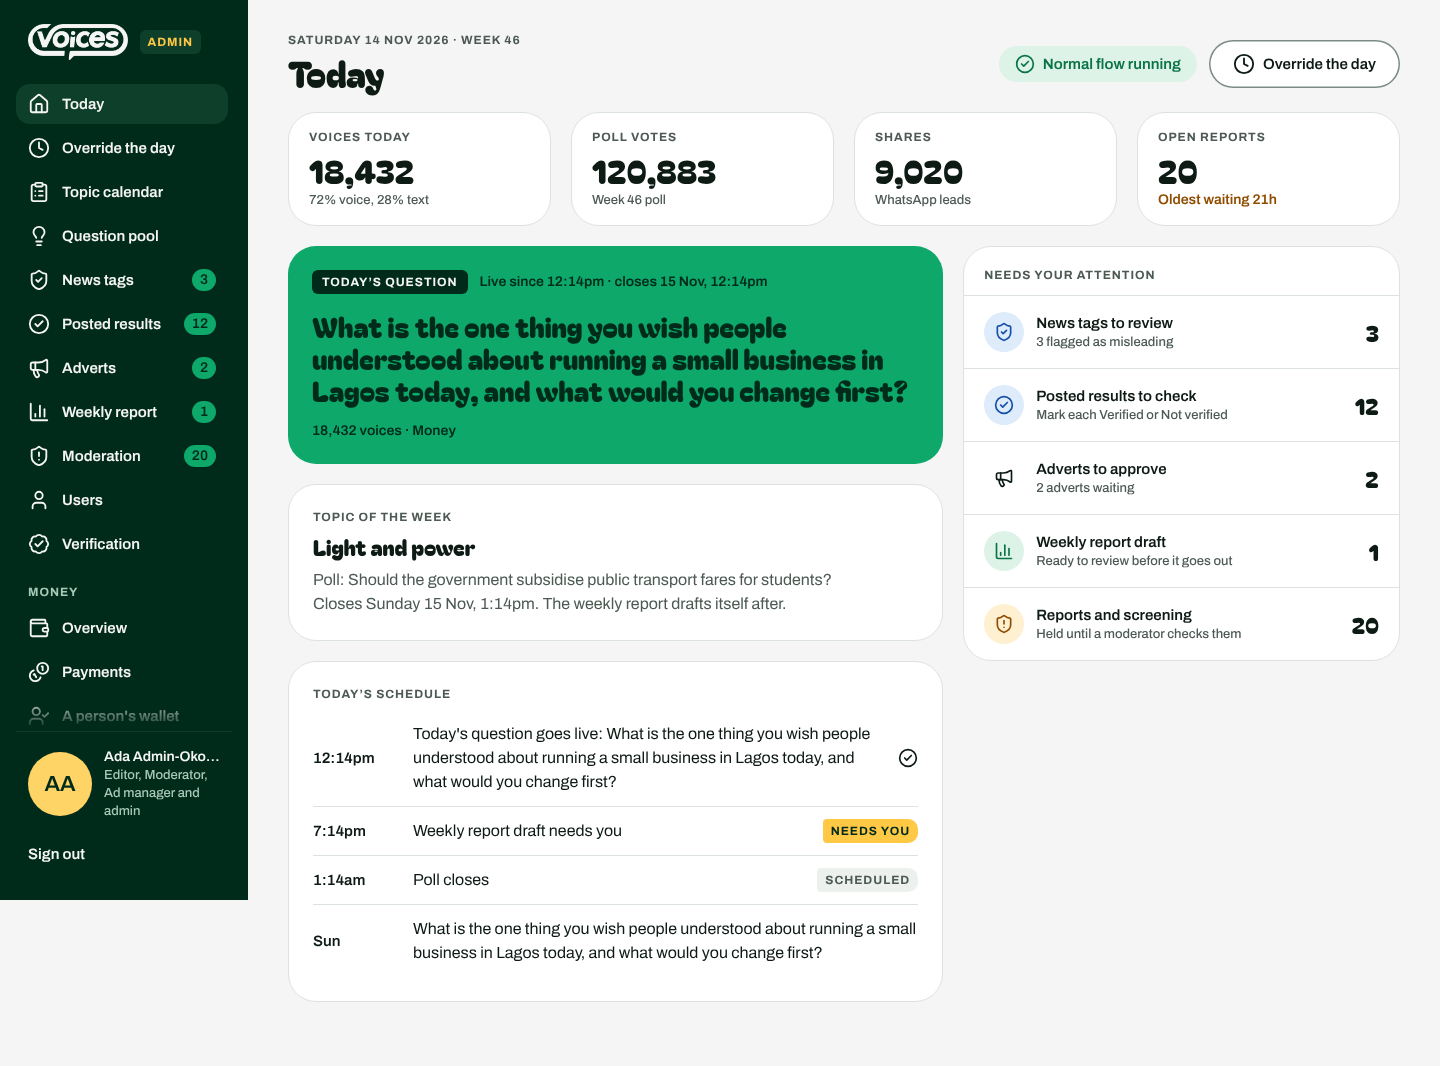 Voices
ADMIN
Today
Override the day
Topic calendar
Question pool
News tags
3
Posted results
12
Adverts
2
Weekly report
1
Moderation
20
Users
Verification
MONEY
Overview
Payments
A person's wallet
AA
Ada Admin-Oko...
Editor, Moderator,
Ad manager and
admin
Sign out
SATURDAY 14 NOV 2026 · WEEK 46
Today
Normal flow running
Override the day
VOICES TODAY
18,432
72% voice, 28% text
POLL VOTES
120,883
Week 46 poll
SHARES
9,020
WhatsApp leads
OPEN REPORTS
20
Oldest waiting 21h
TODAY'S QUESTION
Live since 12:14pm · closes 15 Nov, 12:14pm
What is the one thing you wish people
understood about running a small business in
Lagos today, and what would you change first?
18,432 voices · Money
TOPIC OF THE WEEK
Light and power
Poll: Should the government subsidise public transport fares for students?
Closes Sunday 15 Nov, 1:14pm. The weekly report drafts itself after.
TODAY'S SCHEDULE
12:14pm
Today's question goes live: What is the one thing you wish people
understood about running a small business in Lagos today, and
what would you change first?
7:14pm
Weekly report draft needs you
NEEDS YOU
1:14am
Poll closes
SCHEDULED
Sun
What is the one thing you wish people understood about running a small
business in Lagos today, and what would you change first?
NEEDS YOUR ATTENTION
News tags to review
3 flagged as misleading
3
Posted results to check
Mark each Verified or Not verified
12
Adverts to approve
2 adverts waiting
2
Weekly report draft
Ready to review before it goes out
1
Reports and screening
Held until a moderator checks them
20